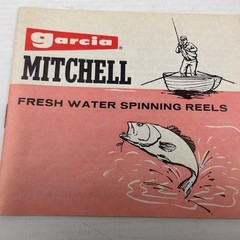 garcia
MITCHELL
FRESH WATER SPINNING REELS